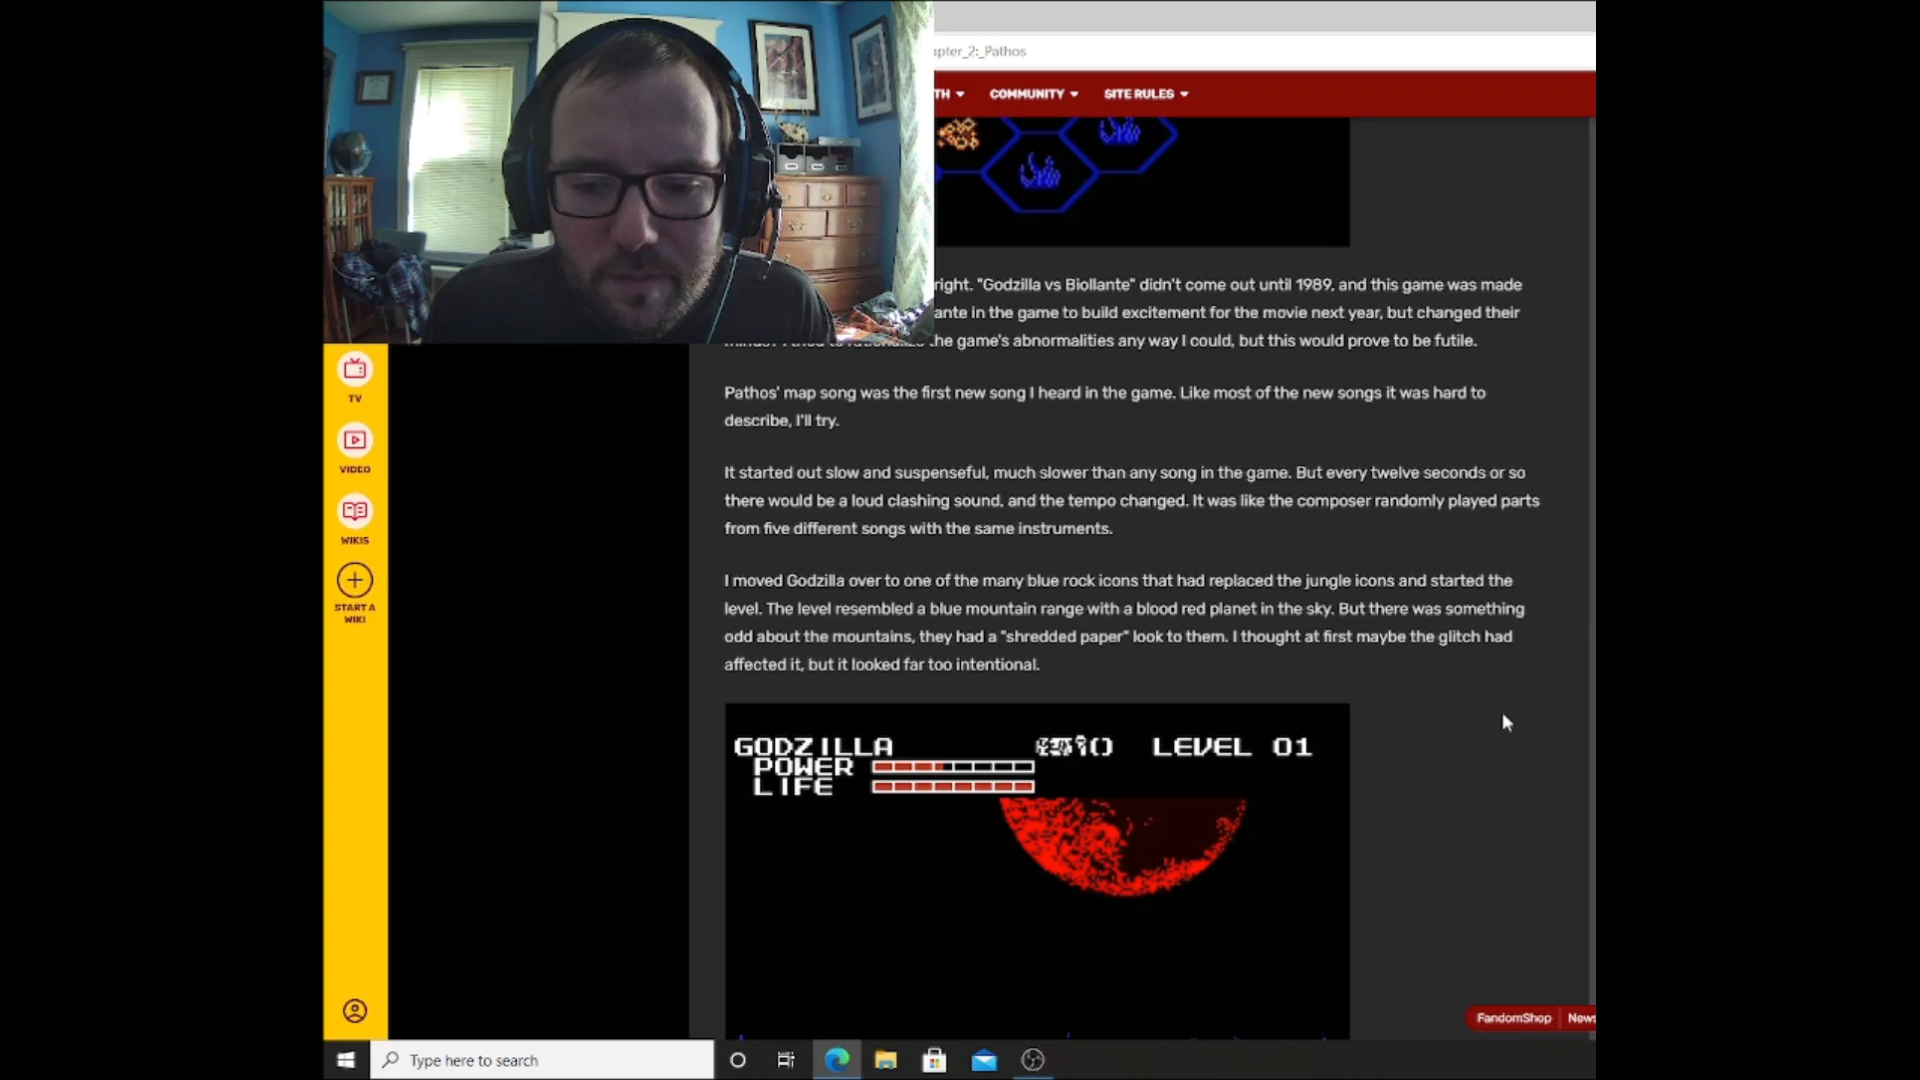 pter_2:_Pathos
TH
COMMUNITY
SITE RULES
right. "Godzilla vs Biollante" didn't come out until 1989, and this game was made
ante in the game to build excitement for the movie next year, but changed their
the game's abnormalities any way I could, but this would prove to be futile.
Pathos' map song was the first new song I heard in the game. Like most of the new songs it was hard to
describe, I'll try.
It started out slow and suspenseful, much slower than any song in the game. But every twelve seconds or so
there would be a loud clashing sound, and the tempo changed. It was like the composer randomly played parts
from five different songs with the same instruments.
I moved Godzilla over to one of the many blue rock icons that had replaced the jungle icons and started the
level. The level resembled a blue mountain range with a blood red planet in the sky. But there was something
odd about the mountains, they had a "shredded paper" look to them. I thought at first maybe the glitch had
affected it, but it looked far too intentional.
GODZILLA
LEVEL 01
POWER
LIFE
TV
VIDEO
WIKIS
START A
WIKI
FandomShop
News
Type here to search